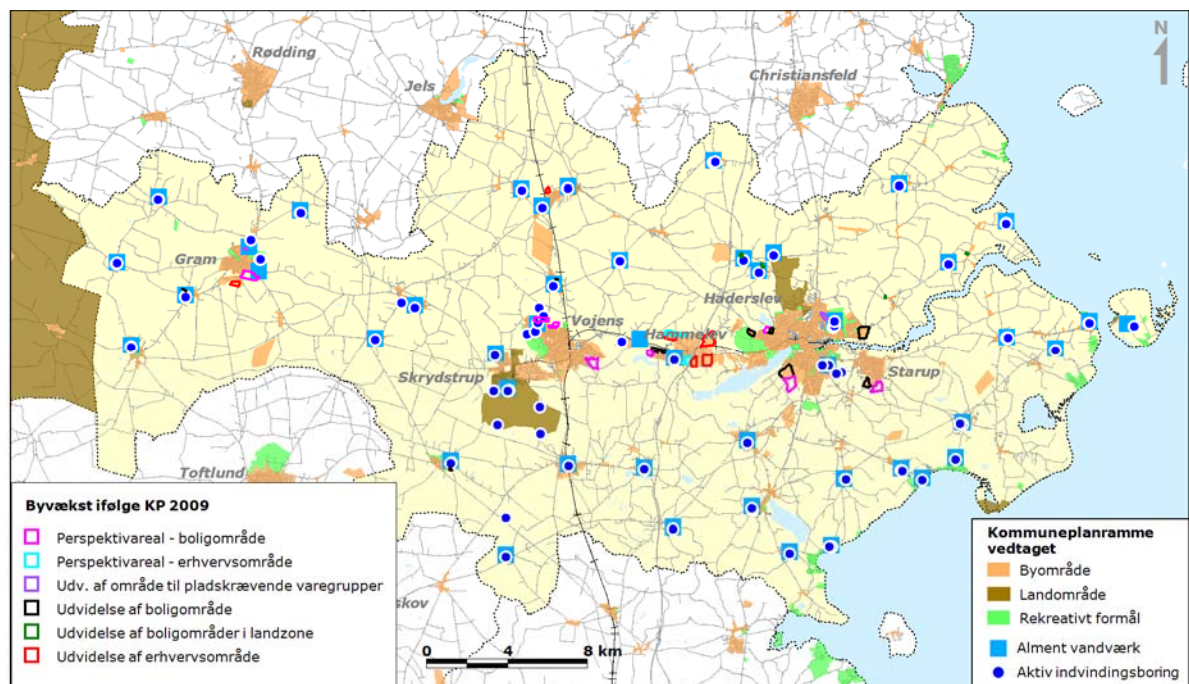 Rødding
Jels
Christiansfeld
N
Gram
Haderslev
Vojens
Hammelev
Skrydstrup
Starup
Toftlund
skov
Byvækst ifølge KP 2009
Perspektivareal - boligområde
Perspektivareal - erhvervsområde
Udv. af område til pladskrævende varegrupper
Udvidelse af boligområde
Udvidelse af boligområder i landzone
Udvidelse af erhvervsområde
0 4 8 km
Kommuneplanramme
vedtaget
Byområde
Landområde
Rekreativt formål
Alment vandværk
Aktiv indvindingsboring